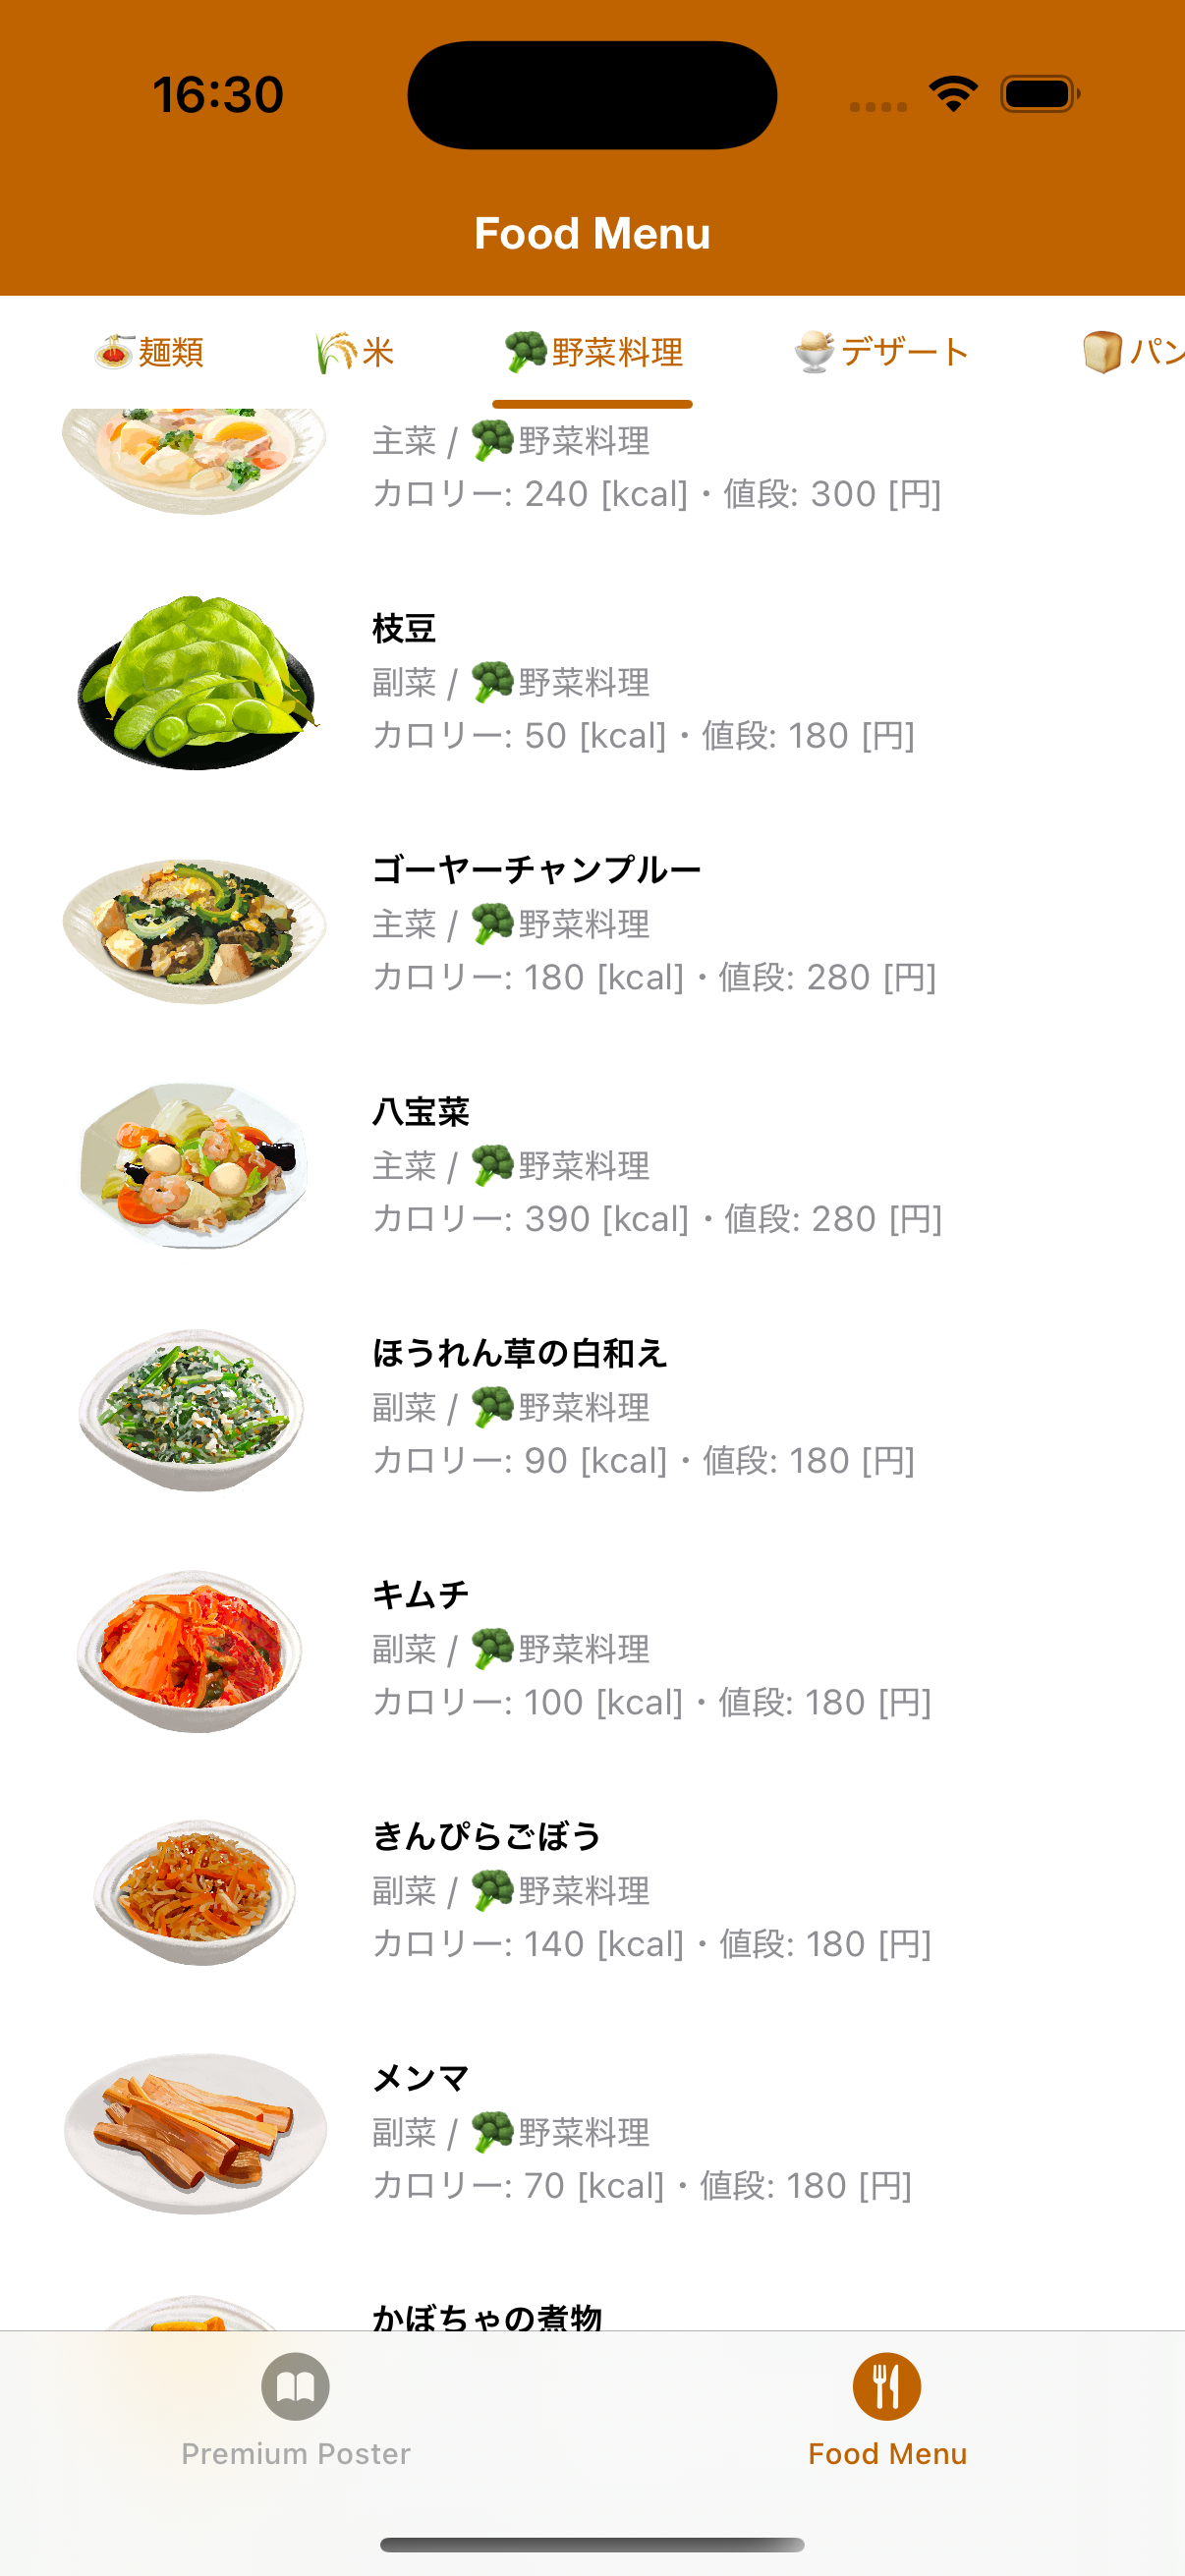 16:30
Food Menu
🍝麺類 🌾米 🥦野菜料理 🍨デザート 🍞パン
主菜 / 🥦野菜料理
カロリー: 240 [kcal]・値段: 300 [円]
枝豆
副菜 / 🥦野菜料理
カロリー: 50 [kcal]・値段: 180 [円]
ゴーヤーチャンプルー
主菜 / 🥦野菜料理
カロリー: 180 [kcal]・値段: 280 [円]
八宝菜
主菜 / 🥦野菜料理
カロリー: 390 [kcal]・値段: 280 [円]
ほうれん草の白和え
副菜 / 🥦野菜料理
カロリー: 90 [kcal]・値段: 180 [円]
キムチ
副菜 / 🥦野菜料理
カロリー: 100 [kcal]・値段: 180 [円]
きんぴらごぼう
副菜 / 🥦野菜料理
カロリー: 140 [kcal]・値段: 180 [円]
メンマ
副菜 / 🥦野菜料理
カロリー: 70 [kcal]・値段: 180 [円]
かぼちゃの煮物
Premium Poster
Food Menu